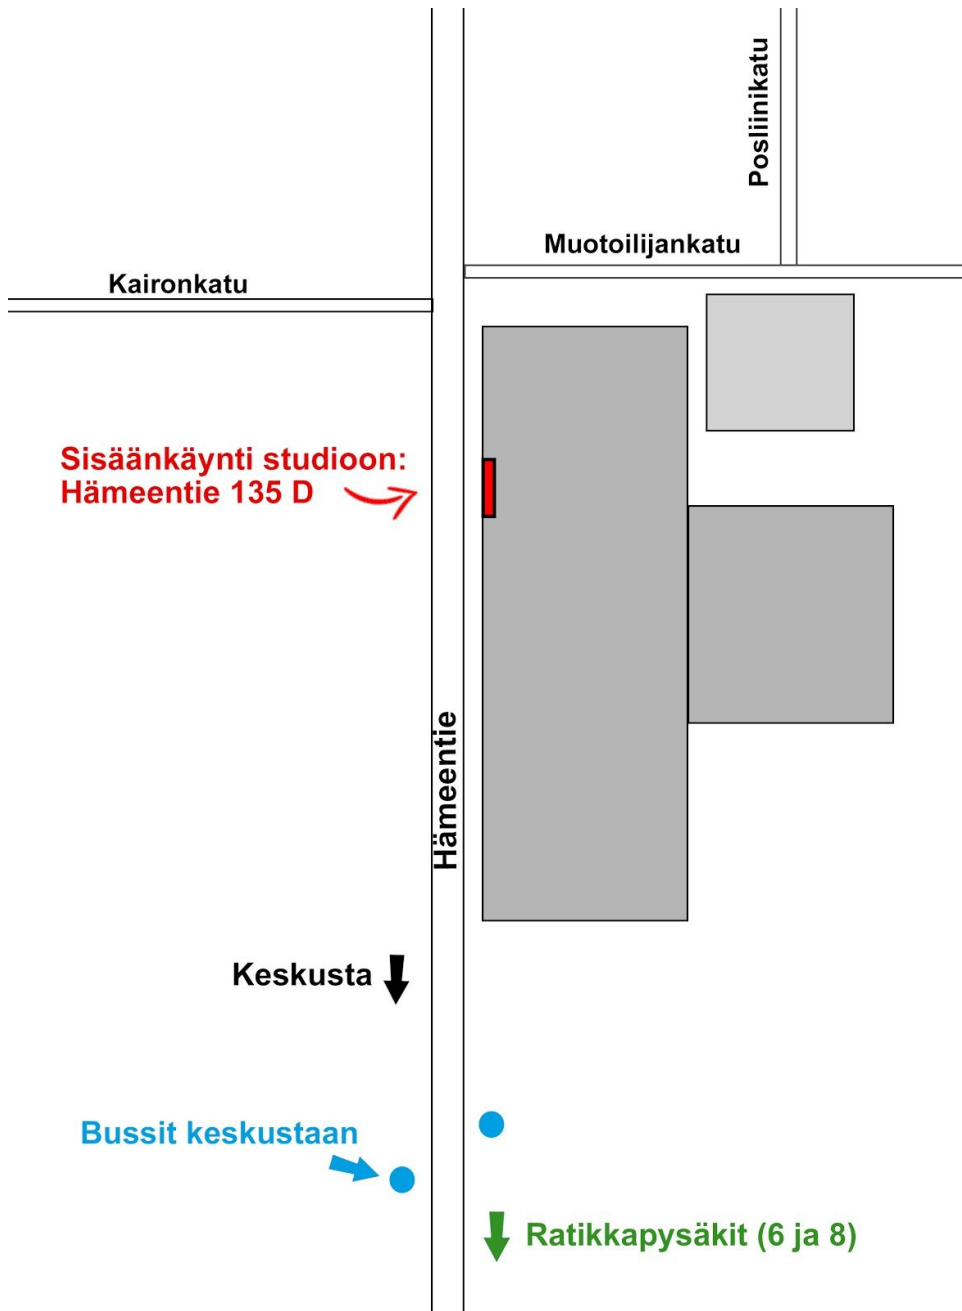 Posliinikatu
Muotoilijankatu
Kaironkatu
Sisäänkäynti studioon:
Hämeentie 135 D
Hämeentie
Keskusta
Bussit keskustaan
Ratikkapysäkit (6 ja 8)